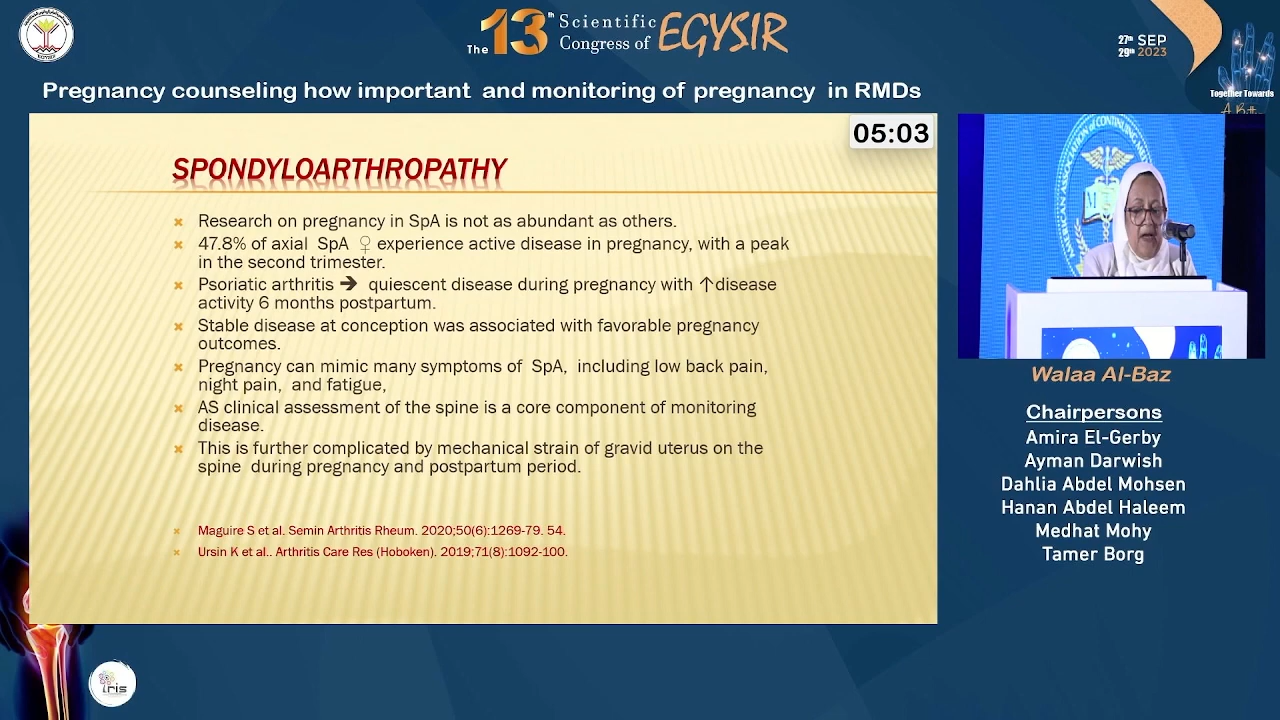 EGYSIR
The 13th Scientific Congress of EGYSIR
27th SEP
29th 2023
Together Towards
Pregnancy counseling how important and monitoring of pregnancy in RMDs
05:03
SPONDYLOARTHROPATHY
Research on pregnancy in SpA is not as abundant as others.
47.8% of axial SpA ♀ experience active disease in pregnancy, with a peak
in the second trimester.
Psoriatic arthritis ➔ quiescent disease during pregnancy with ↑disease
activity 6 months postpartum.
Stable disease at conception was associated with favorable pregnancy
outcomes.
Pregnancy can mimic many symptoms of SpA, including low back pain,
night pain, and fatigue,
AS clinical assessment of the spine is a core component of monitoring
disease.
This is further complicated by mechanical strain of gravid uterus on the
spine during pregnancy and postpartum period.
Maguire S et al. Semin Arthritis Rheum. 2020;50(6):1269-79. 54.
Ursin K et al.. Arthritis Care Res (Hoboken). 2019;71(8):1092-100.
Walaa Al-Baz
Chairpersons
Amira El-Gerby
Ayman Darwish
Dahlia Abdel Mohsen
Hanan Abdel Haleem
Medhat Mohy
Tamer Borg
iris